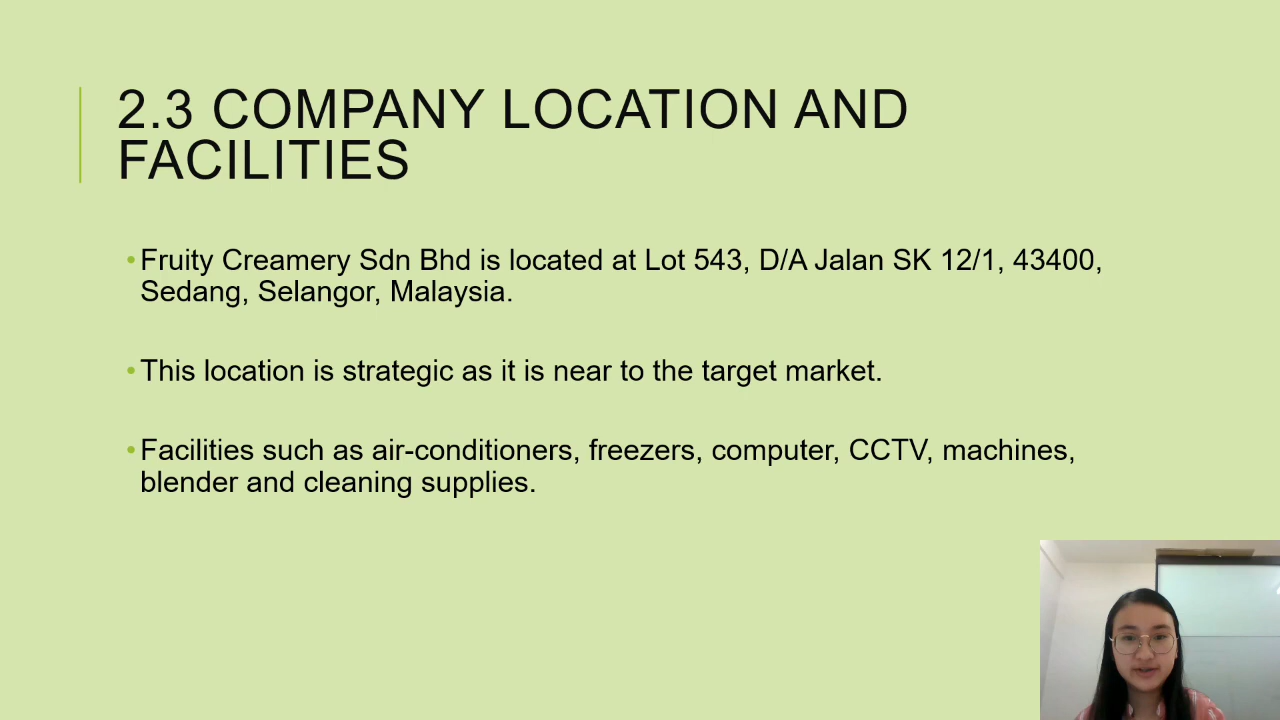 2.3 COMPANY LOCATION AND
FACILITIES
•Fruity Creamery Sdn Bhd is located at Lot 543, D/A Jalan SK 12/1, 43400,
Sedang, Selangor, Malaysia.
•This location is strategic as it is near to the target market.
•Facilities such as air-conditioners, freezers, computer, CCTV, machines,
blender and cleaning supplies.